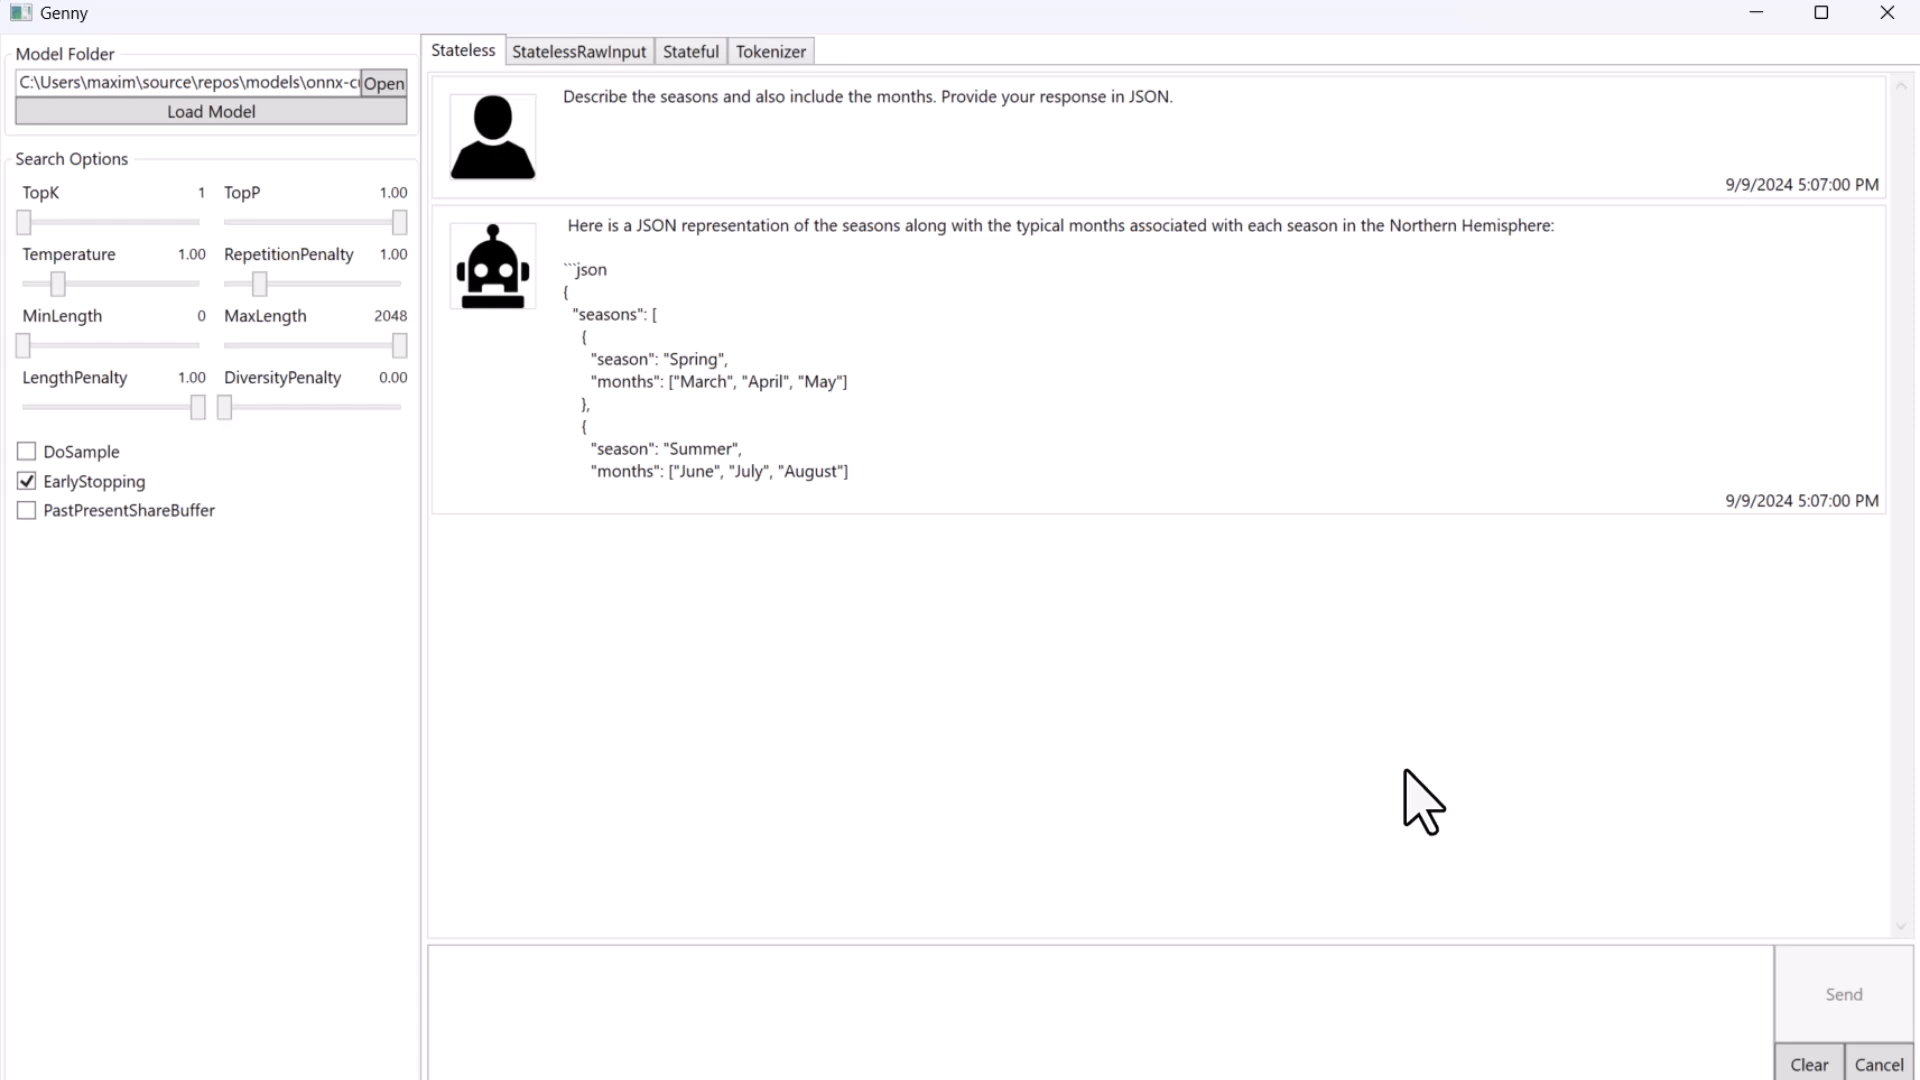 Genny
Model Folder
C:\Users\maxim\source\repos\models\onnx-c
Open
Load Model
Search Options
TopK 1 TopP 1.00
Temperature 1.00 RepetitionPenalty 1.00
MinLength 0 MaxLength 2048
LengthPenalty 1.00 DiversityPenalty 0.00
DoSample
EarlyStopping
PastPresentShareBuffer
Stateless StatelessRawInput Stateful Tokenizer
Describe the seasons and also include the months. Provide your response in JSON.
9/9/2024 5:07:00 PM
Here is a JSON representation of the seasons along with the typical months associated with each season in the Northern Hemisphere:
```json
{
"seasons": [
{
"season": "Spring",
"months": ["March", "April", "May"]
},
{
"season": "Summer",
"months": ["June", "July", "August"]
9/9/2024 5:07:00 PM
Send
Clear Cancel